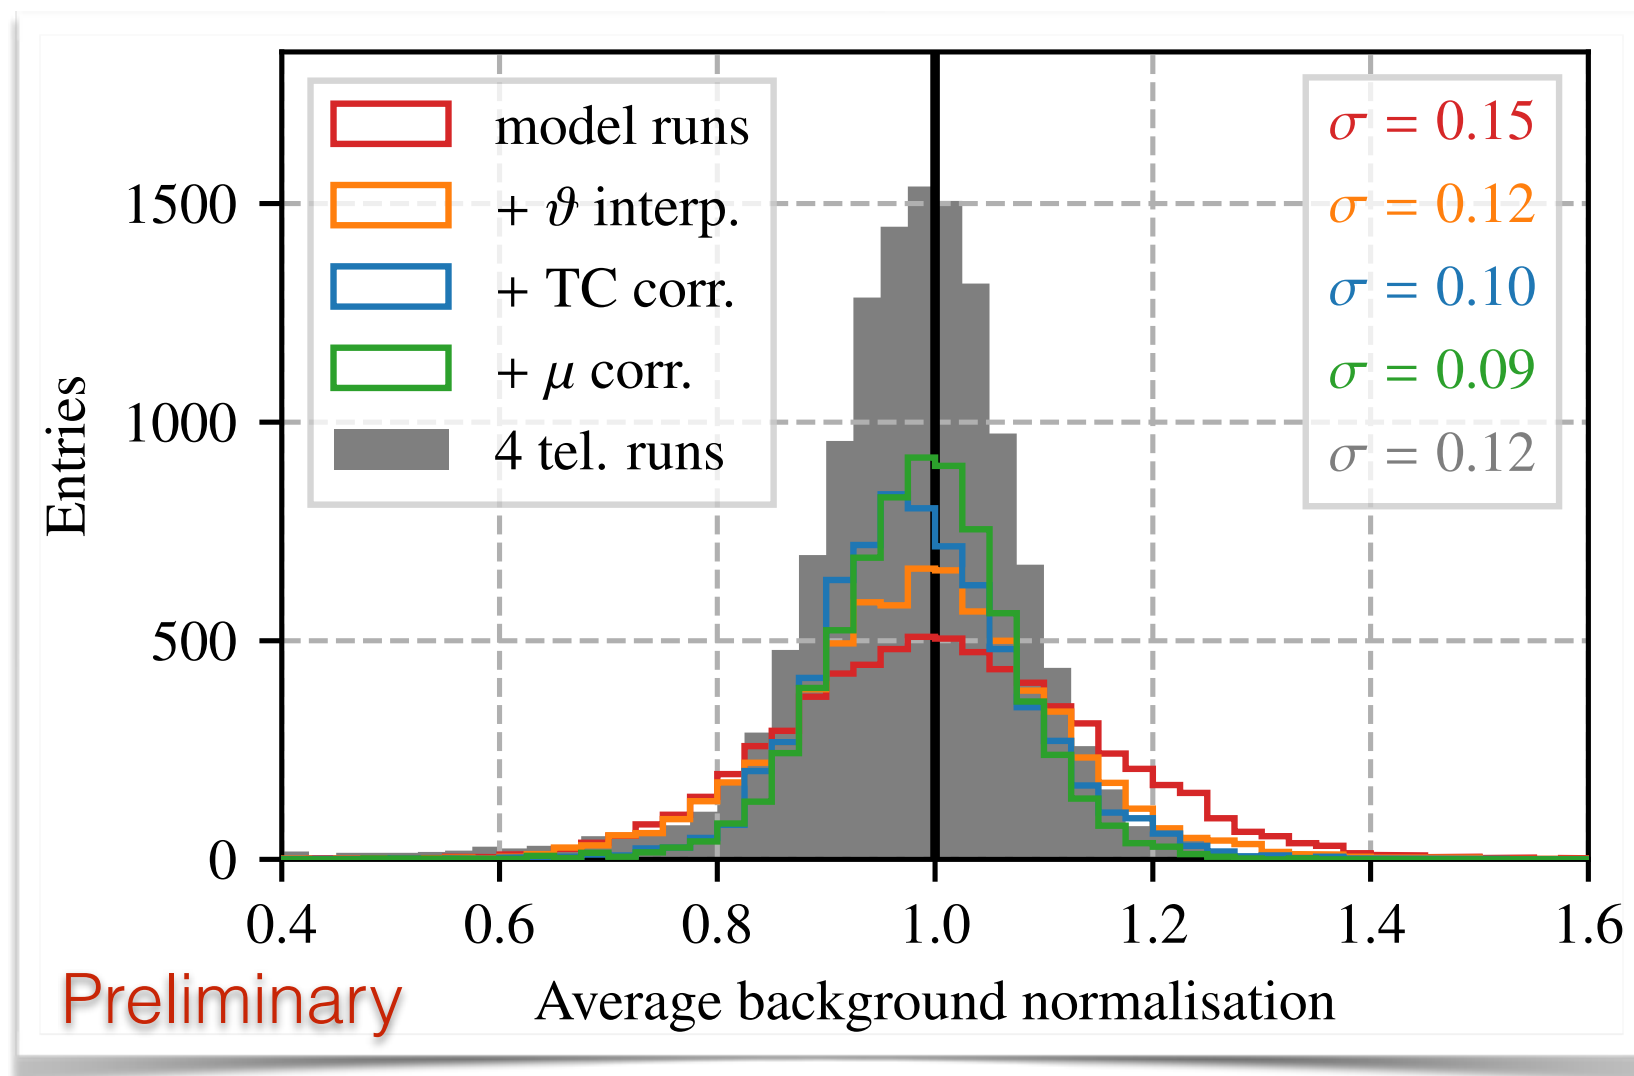 model runs
+ ϑ interp.
+ TC corr.
+ μ corr.
4 tel. runs
σ = 0.15
σ = 0.12
σ = 0.10
σ = 0.09
σ = 0.12
Entries
1500
1000
500
0
0.4 0.6 0.8 1.0 1.2 1.4 1.6
Average background normalisation
Preliminary